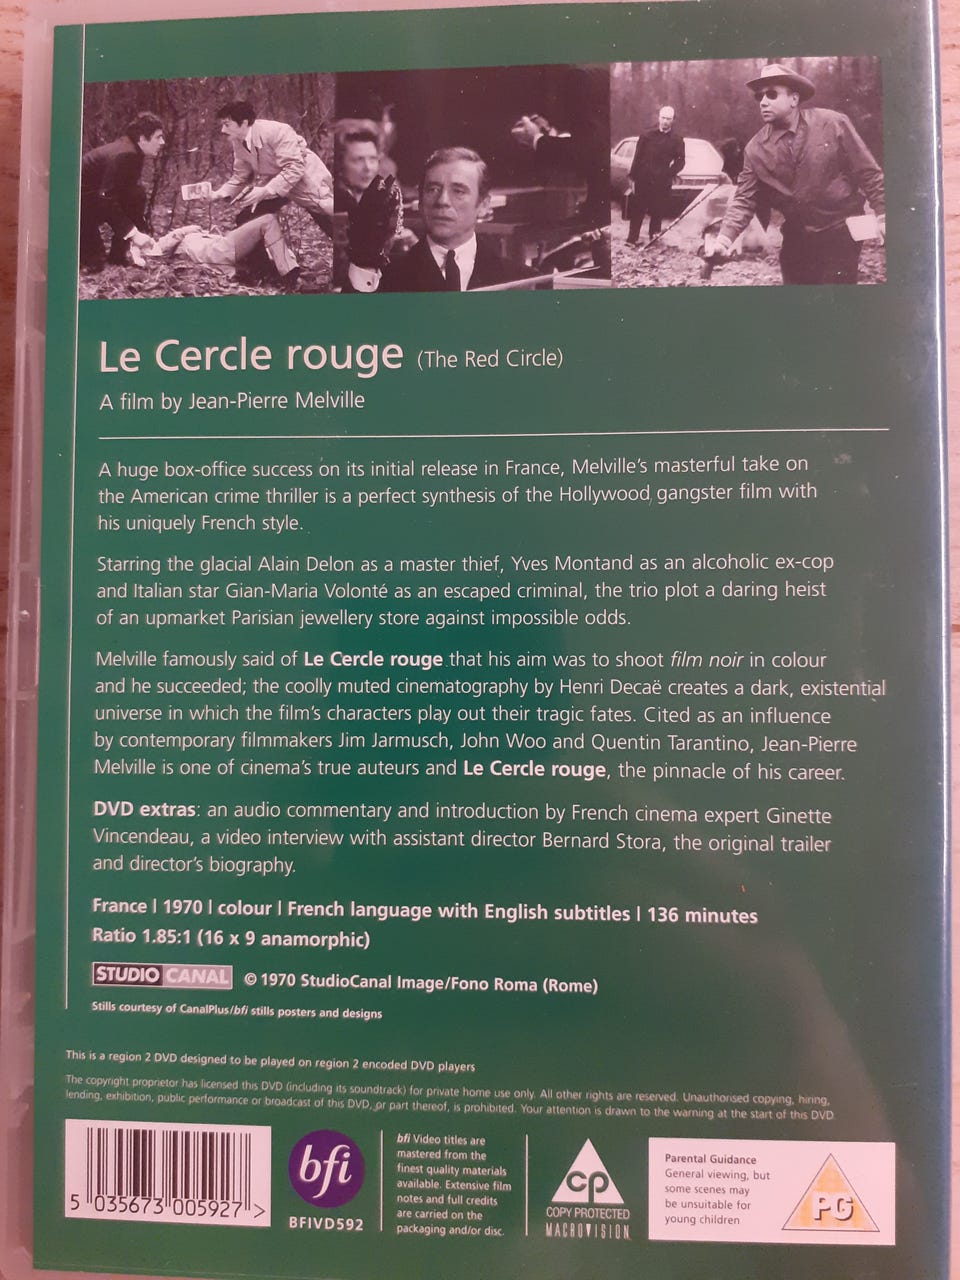 Le Cercle rouge (The Red Circle)
A film by Jean-Pierre Melville
A huge box-office success on its initial release in France, Melville's masterful take on
the American crime thriller is a perfect synthesis of the Hollywood gangster film with
his uniquely French style.
Starring the glacial Alain Delon as a master thief, Yves Montand as an alcoholic ex-cop
and Italian star Gian-Maria Volonté as an escaped criminal, the trio plot a daring heist
of an upmarket Parisian jewellery store against impossible odds.
Melville famously said of Le Cercle rouge that his aim was to shoot film noir in colour
and he succeeded; the coolly muted cinematography by Henri Decaë creates a dark, existential
universe in which the film's characters play out their tragic fates. Cited as an influence
by contemporary filmmakers Jim Jarmusch, John Woo and Quentin Tarantino, Jean-Pierre
Melville is one of cinema's true auteurs and Le Cercle rouge, the pinnacle of his career.
DVD extras: an audio commentary and introduction by French cinema expert Ginette
Vincendeau, a video interview with assistant director Bernard Stora, the original trailer
and director's biography.
France | 1970 | colour | French language with English subtitles | 136 minutes
Ratio 1.85:1 (16 x 9 anamorphic)
STUDIO CANAL © 1970 StudioCanal Image/Fono Roma (Rome)
Stills courtesy of CanalPlus/bfi stills posters and designs
This is a region 2 DVD designed to be played on region 2 encoded DVD players
The copyright proprietor has licensed this DVD (including its soundtrack) for private home use only. All other rights are reserved. Unauthorised copying, hiring,
lending, exhibition, public performance or broadcast of this DVD, or part thereof, is prohibited. Your attention is drawn to the warning at the start of this DVD
5 035673 005927 >
bfi
BFIVD592
bfi Video titles are
mastered from the
finest quality materials
available. Extensive film
notes and full credits
are carried on the
packaging and/or disc.
cp
COPY PROTECTED
MACROVISION
Parental Guidance
General viewing, but
some scenes may
be unsuitable for
young children
PG